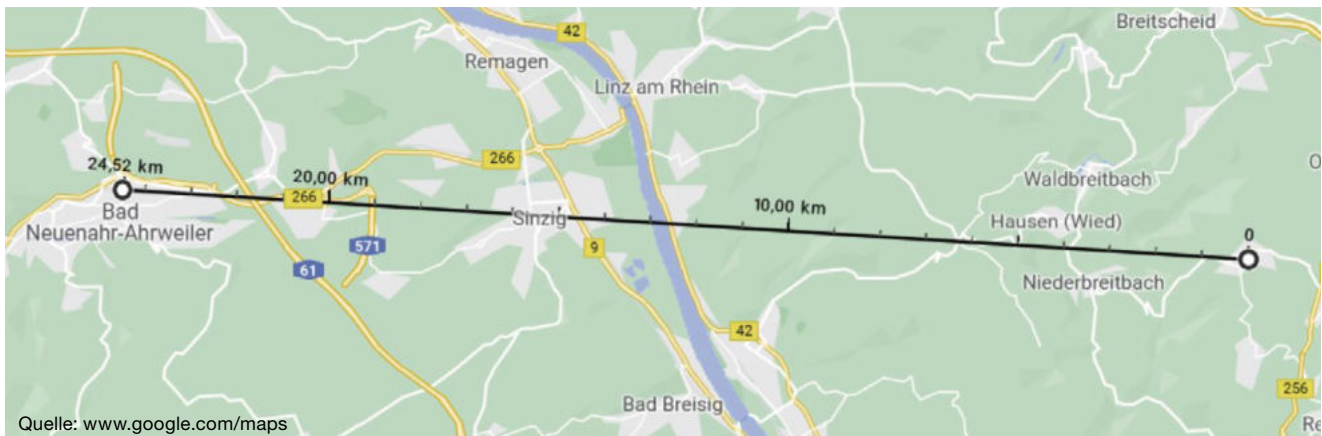 Breitscheid
42
Remagen
Linz am Rhein
266
24,52 km
20,00 km
O
Waldbreitbach
266
10,00 km
Bad
Neuenahr-Ahrweiler
Sinzig
Hausen (Wied)
0
571
9
61
Niederbreitbach
42
256
Bad Breisig
Quelle: www.google.com/maps
Re